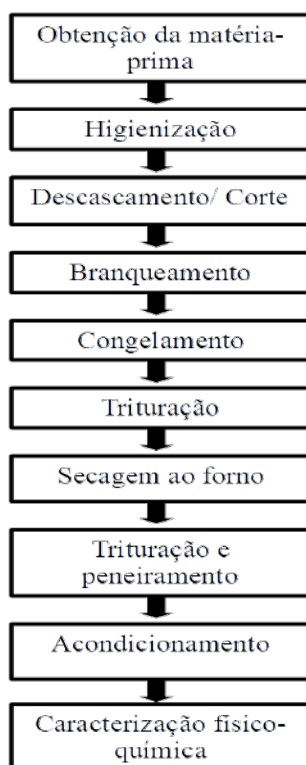 Obtenção da matéria-
prima
Higienização
Descascamento/ Corte
Branqueamento
Congelamento
Trituração
Secagem ao forno
Trituração e
peneiramento
Acondicionamento
Caracterização físico-
química